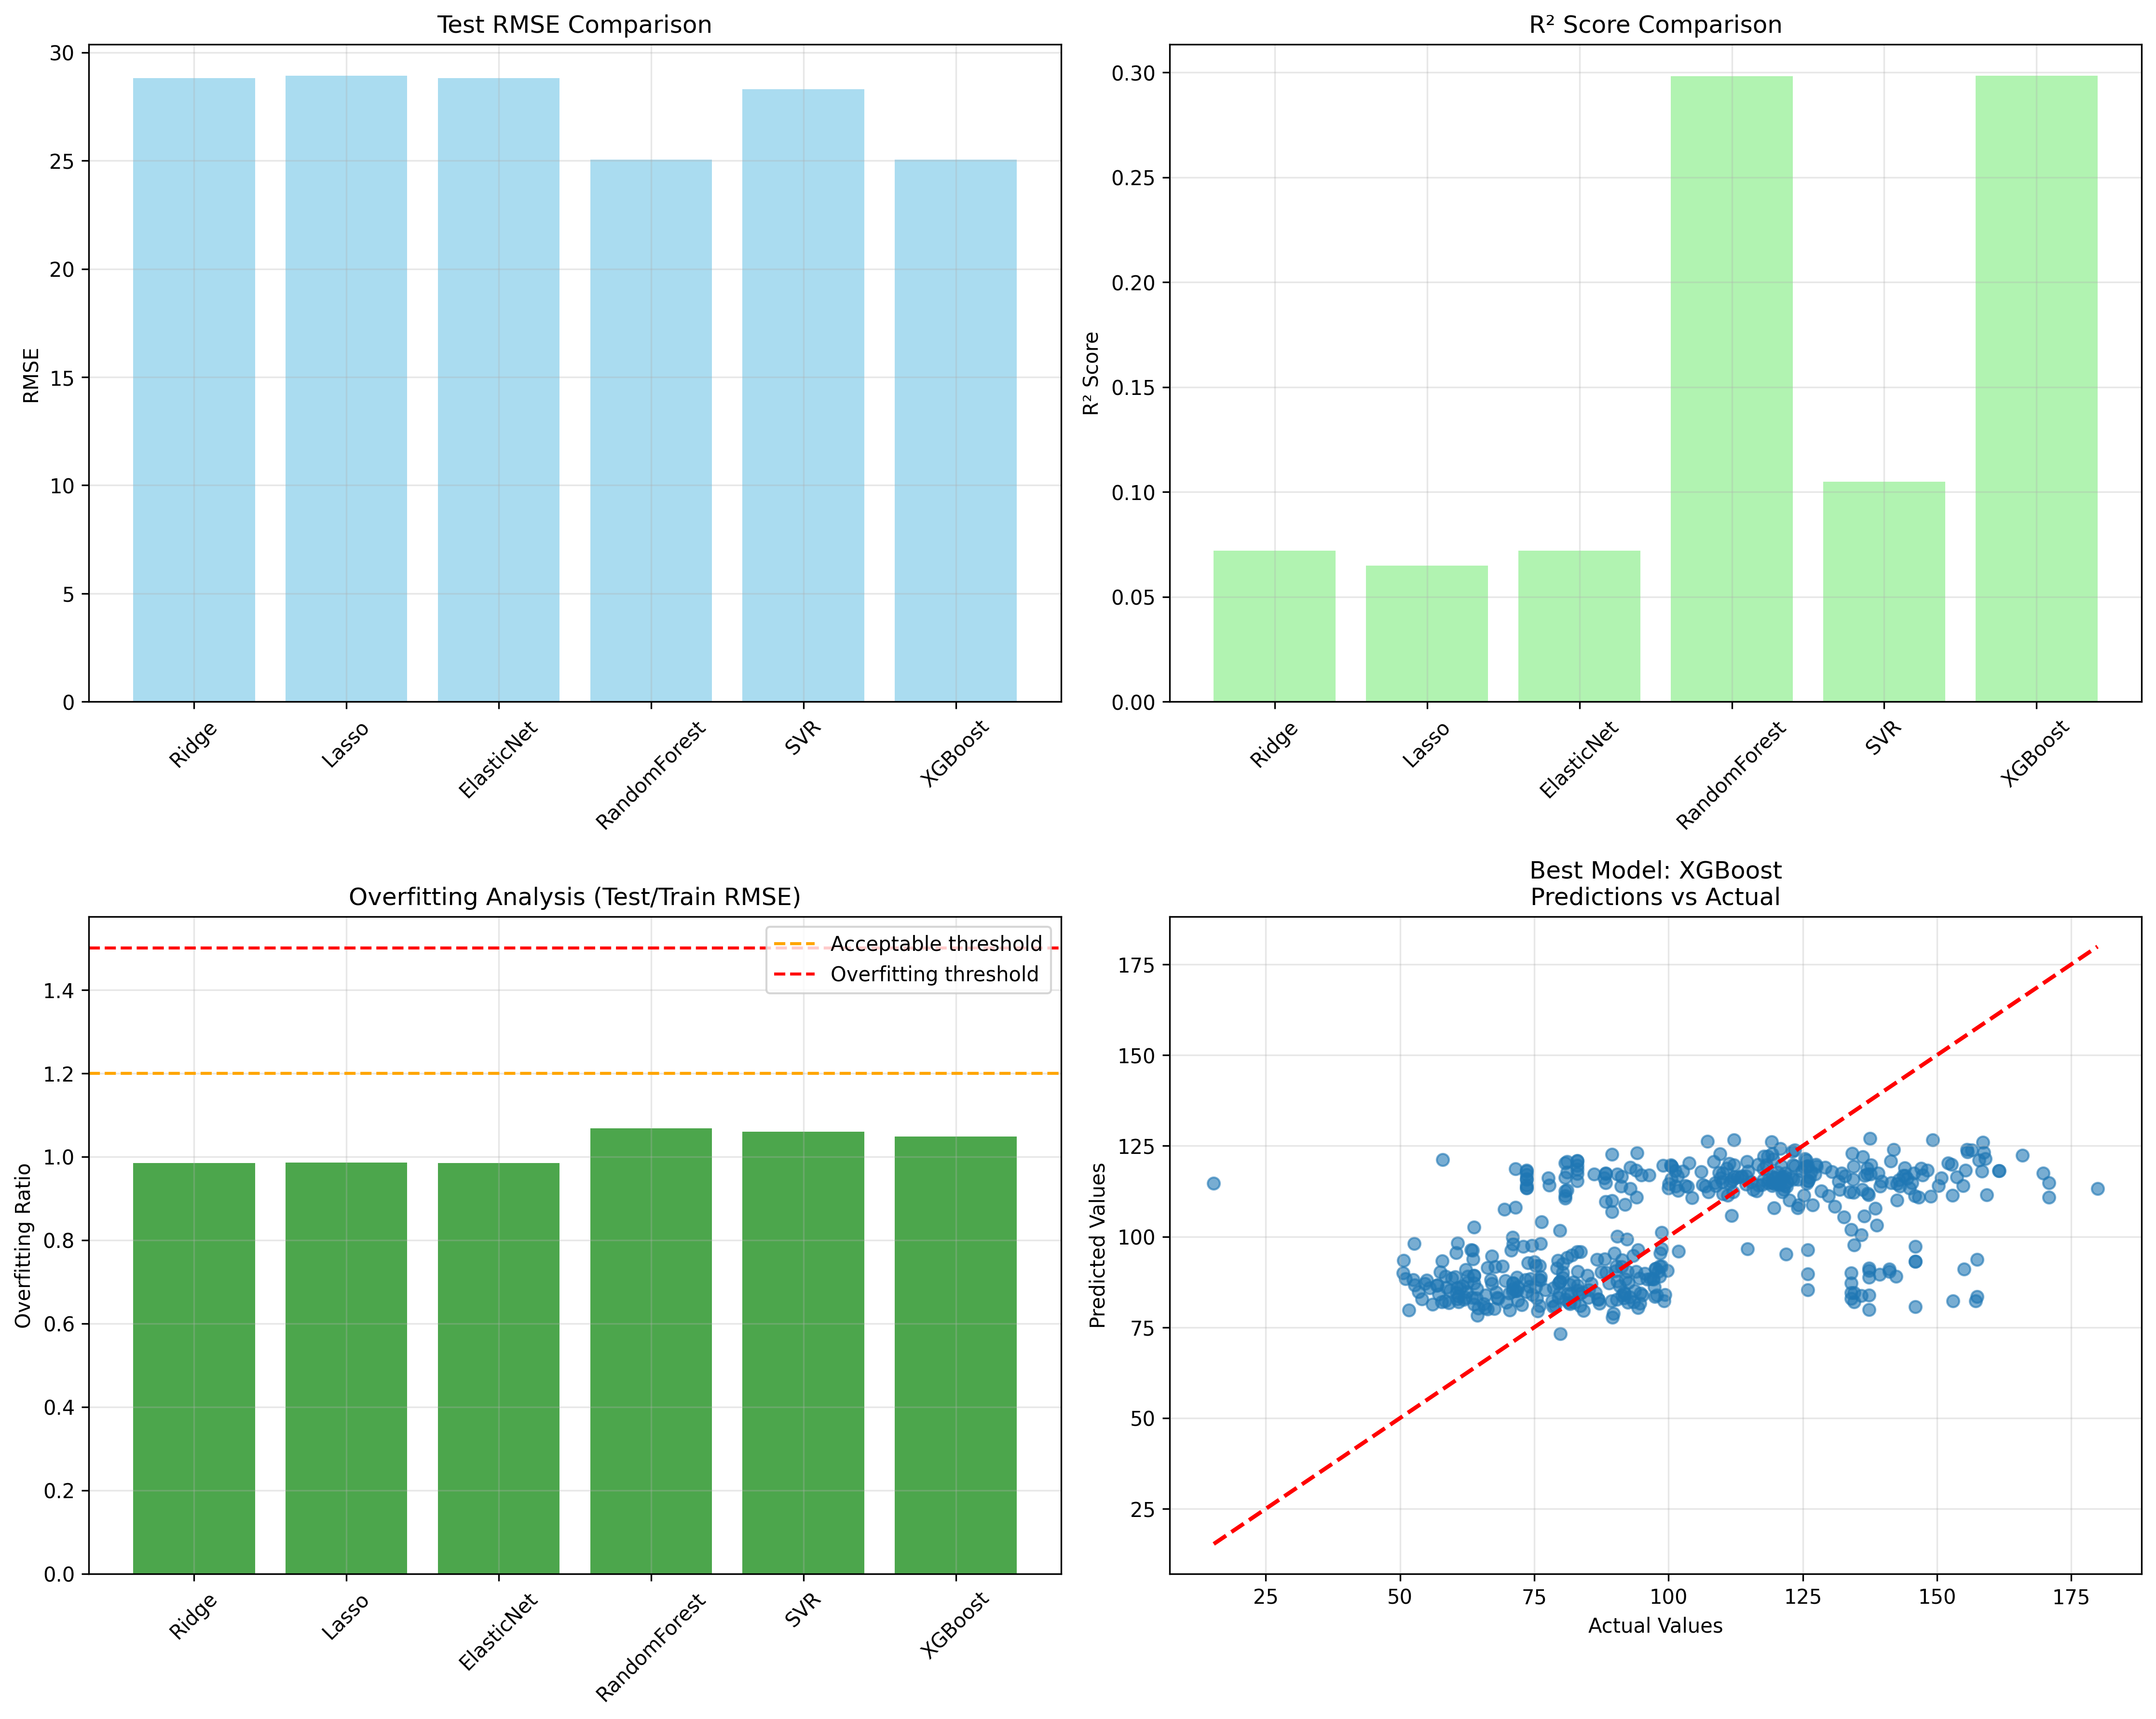 Test RMSE Comparison
RMSE
30
25
20
15
10
5
0
Ridge
Lasso
ElasticNet
RandomForest
SVR
XGBoost
R² Score Comparison
R² Score
0.30
0.25
0.20
0.15
0.10
0.05
0.00
Ridge
Lasso
ElasticNet
RandomForest
SVR
XGBoost
Overfitting Analysis (Test/Train RMSE)
Acceptable threshold
Overfitting threshold
Overfitting Ratio
1.4
1.2
1.0
0.8
0.6
0.4
0.2
0.0
Ridge
Lasso
ElasticNet
RandomForest
SVR
XGBoost
Best Model: XGBoost
Predictions vs Actual
Predicted Values
175
150
125
100
75
50
25
25 50 75 100 125 150 175
Actual Values